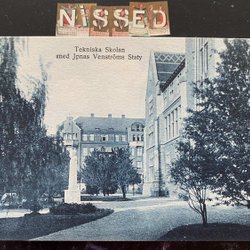 NISSED
Tekniska Skolan
med Jonas Venströms Staty